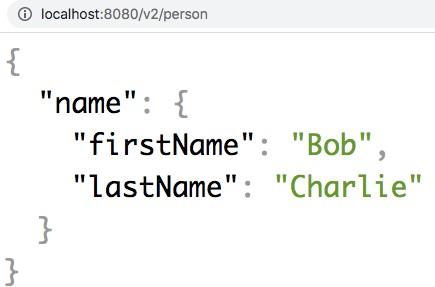 localhost:8080/v2/person
{
  "name": {
    "firstName": "Bob",
    "lastName": "Charlie"
  }
}